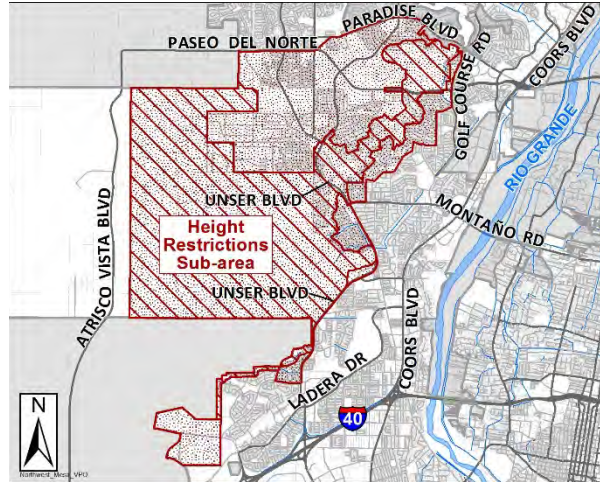 PARADISE BLVD
PASEO DEL NORTE
GOLF COURSE RD
COORS BLVD
RIO GRANDE
UNSER BLVD
MONTAÑO RD
Height
Restrictions
Sub-area
ATRISCO VISTA BLVD
UNSER BLVD
COORS BLVD
LADERA DR
N
40
Northwest_Mesa_VPO